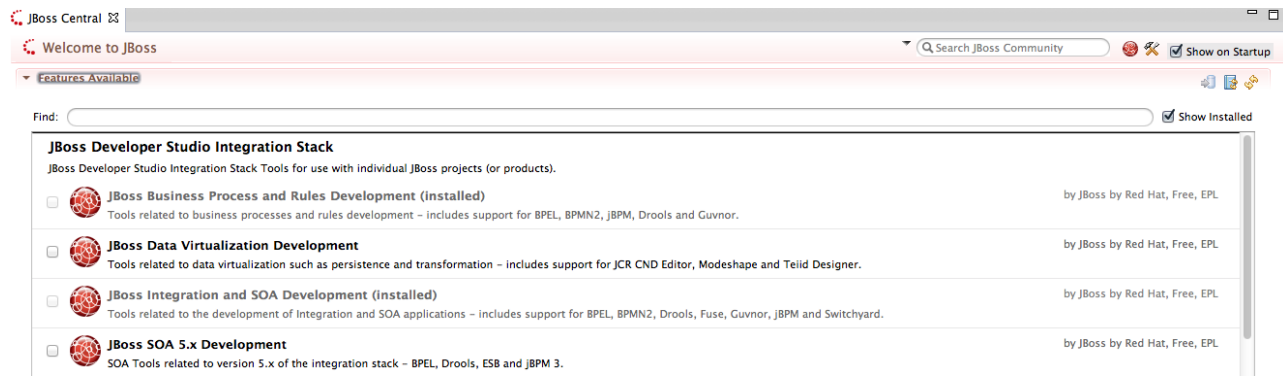 JBoss Central
Welcome to JBoss
Search JBoss Community
Show on Startup
Features Available
Find:
Show Installed
JBoss Developer Studio Integration Stack
JBoss Developer Studio Integration Stack Tools for use with individual JBoss projects (or products).
JBoss Business Process and Rules Development (installed)
by JBoss by Red Hat, Free, EPL
Tools related to business processes and rules development – includes support for BPEL, BPMN2, jBPM, Drools and Guvnor.
JBoss Data Virtualization Development
by JBoss by Red Hat, Free, EPL
Tools related to data virtualization such as persistence and transformation – includes support for JCR CND Editor, Modeshape and Teiid Designer.
JBoss Integration and SOA Development (installed)
by JBoss by Red Hat, Free, EPL
Tools related to the development of Integration and SOA applications – includes support for BPEL, BPMN2, Drools, Fuse, Guvnor, jBPM and Switchyard.
JBoss SOA 5.x Development
by JBoss by Red Hat, Free, EPL
SOA Tools related to version 5.x of the integration stack – BPEL, Drools, ESB and jBPM 3.